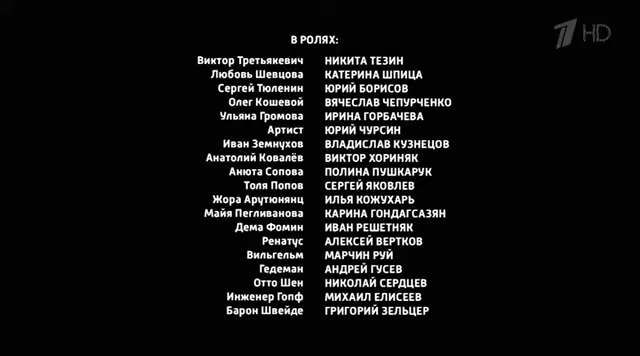 1 HD
В РОЛЯХ:
Виктор Третьякевич НИКИТА ТЕЗИН
Любовь Шевцова КАТЕРИНА ШПИЦА
Сергей Тюленин ЮРИЙ БОРИСОВ
Олег Кошевой ВЯЧЕСЛАВ ЧЕПУРЧЕНКО
Ульяна Громова ИРИНА ГОРБАЧЕВА
Артист ЮРИЙ ЧУРСИН
Иван Земнухов ВЛАДИСЛАВ КУЗНЕЦОВ
Анатолий Ковалёв ВИКТОР ХОРИНЯК
Анюта Сопова ПОЛИНА ПУШКАРУК
Толя Попов СЕРГЕЙ ЯКОВЛЕВ
Жора Арутюнянц ИЛЬЯ КОЖУХАРЬ
Майя Пегливанова КАРИНА ГОНДАГСАЗЯН
Дема Фомин ИВАН РЕШЕТНЯК
Ренатус АЛЕКСЕЙ ВЕРТКОВ
Вильгельм МАРЧИН РУЙ
Гедеман АНДРЕЙ ГУСЕВ
Отто Шен НИКОЛАЙ СЕРДЦЕВ
Инженер Гопф МИХАИЛ ЕЛИСЕЕВ
Барон Швейде ГРИГОРИЙ ЗЕЛЬЦЕР